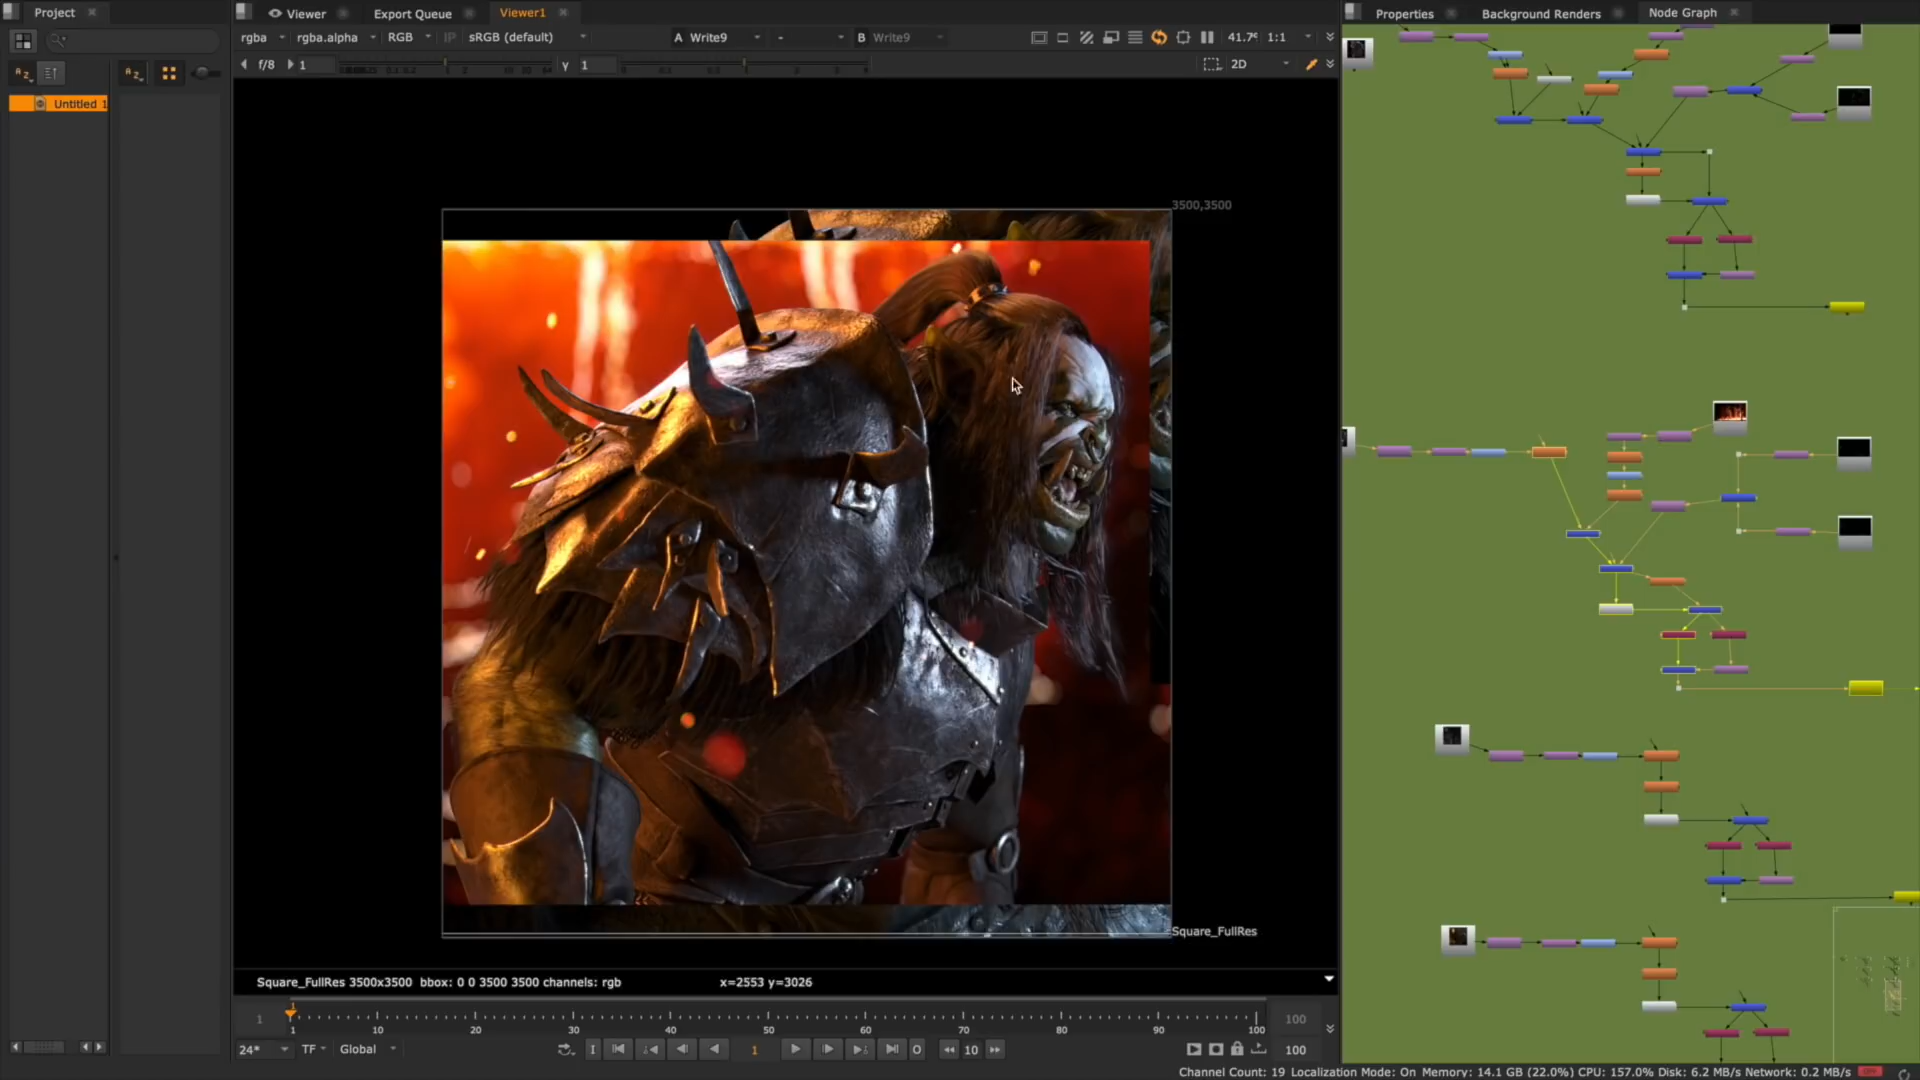 Project
Viewer
Export Queue
Viewer1
Properties
Background Renders
Node Graph
rgba
rgba.alpha
RGB
IP
sRGB (default)
A Write9
-
B Write9
1:1
f/8
1
y
1
2D
Untitled 1
3500,3500
Square_FullRes
Square_FullRes 3500x3500 bbox: 0 0 3500 3500 channels: rgb
x=2553 y=3026
1
1
1
10
20
30
40
50
60
70
80
90
100
100
24*
TF
Global
I
1
O
10
100
Channel Count: 19 Localization Mode: On Memory: 14.1 GB (22.0%) CPU: 157.0% Disk: 6.2 MB/s Network: 0.2 MB/s